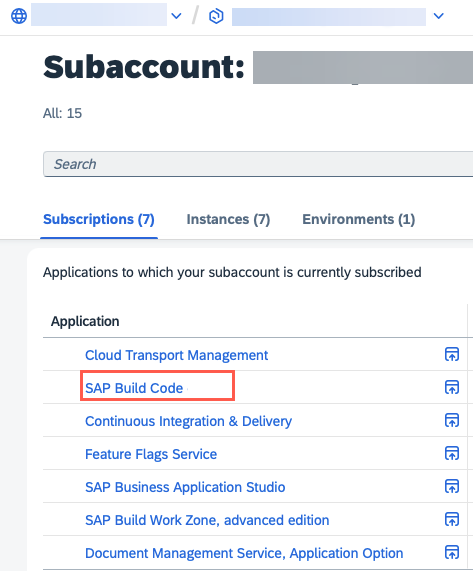 Subaccount:
All: 15
Search
Subscriptions (7) Instances (7) Environments (1)
Applications to which your subaccount is currently subscribed
Application
Cloud Transport Management
SAP Build Code
Continuous Integration & Delivery
Feature Flags Service
SAP Business Application Studio
SAP Build Work Zone, advanced edition
Document Management Service, Application Option